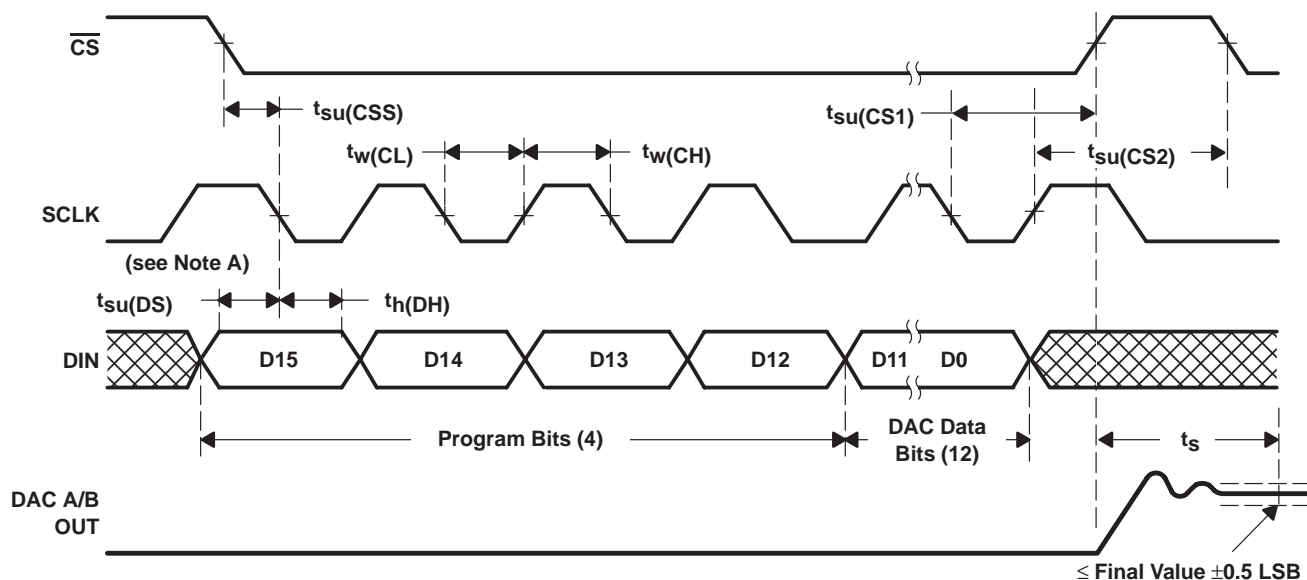 CS
tsu(CSS)
tsu(CS1)
tw(CL)
tw(CH)
tsu(CS2)
SCLK
(see Note A)
tsu(DS)
th(DH)
DIN
D15
D14
D13
D12
D11
D0
Program Bits (4)
DAC Data
Bits (12)
ts
DAC A/B
OUT
≤ Final Value ±0.5 LSB